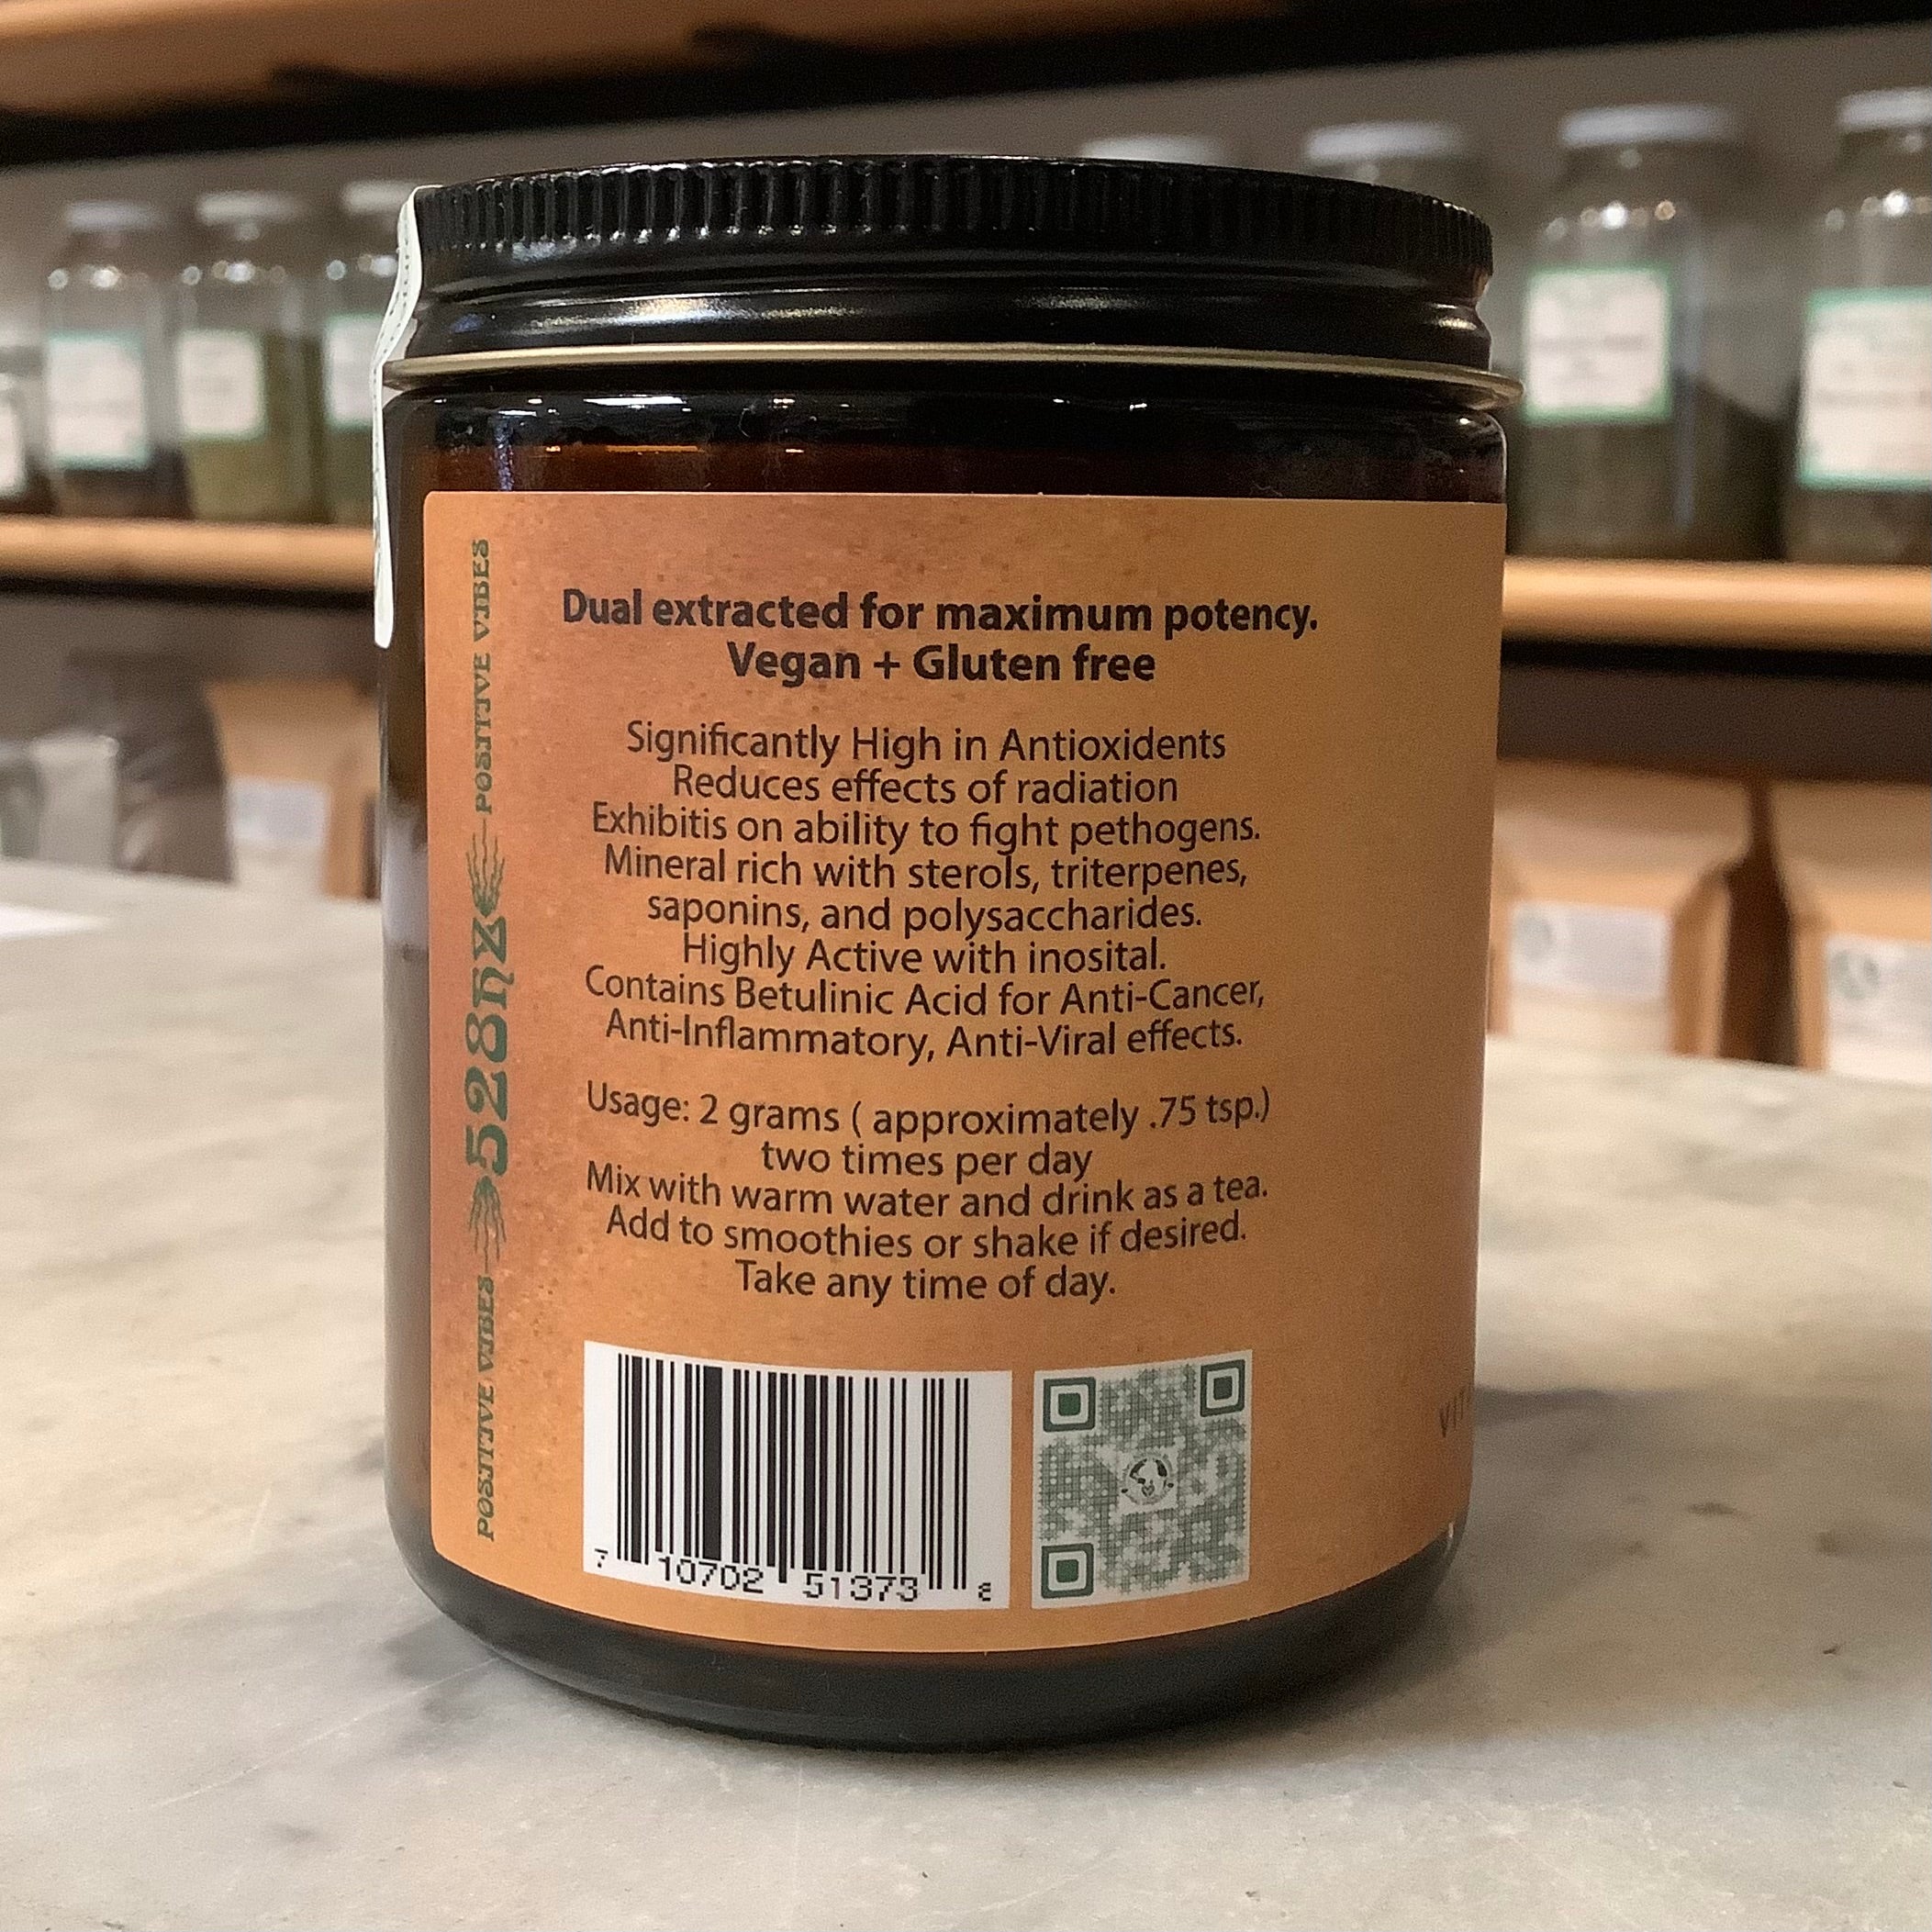 Dual extracted for maximum potency.
Vegan + Gluten free
Significantly High in Antioxidents
Reduces effects of radiation
Exhibitis on ability to fight pethogens.
Mineral rich with sterols, triterpenes,
saponins, and polysaccharides.
Highly Active with inosital.
Contains Betulinic Acid for Anti-Cancer,
Anti-Inflammatory, Anti-Viral effects.
Usage: 2 grams ( approximately .75 tsp.)
two times per day
Mix with warm water and drink as a tea.
Add to smoothies or shake if desired.
Take any time of day.
POSITIVE VIBES 528hz POSITIVE VIBES
7 10702 51373 8